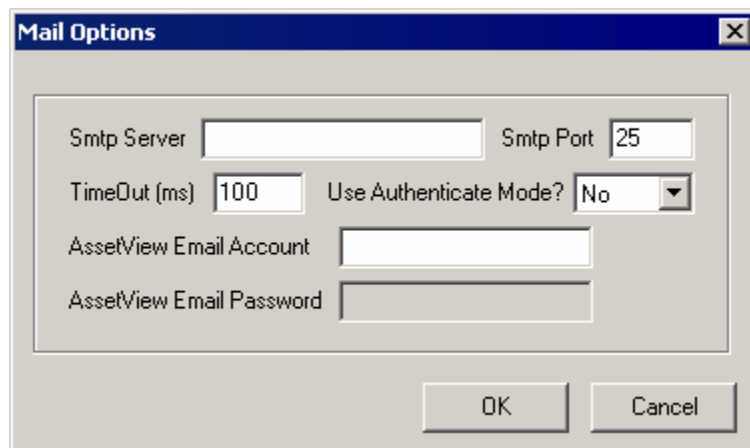 Mail Options
Smtp Server Smtp Port 25
TimeOut (ms) 100 Use Authenticate Mode? No
AssetView Email Account
AssetView Email Password
OK Cancel